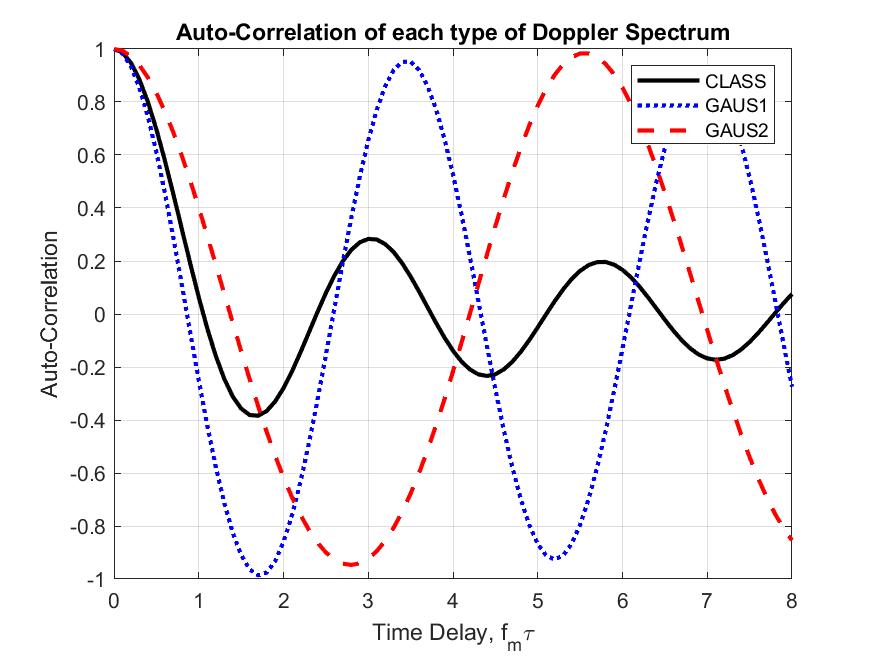 Auto-Correlation of each type of Doppler Spectrum
1
0.8
0.6
0.4
0.2
0
-0.2
-0.4
-0.6
-0.8
-1
Auto-Correlation
CLASS
GAUS1
GAUS2
0 1 2 3 4 5 6 7 8
Time Delay, f_m τ